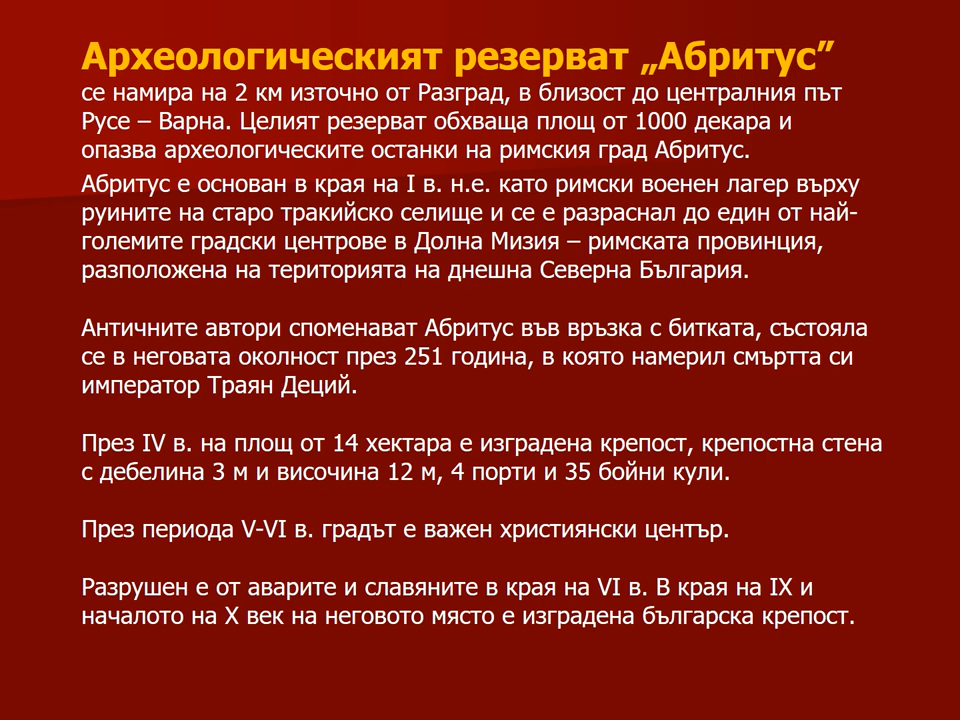 Археологическият резерват „Абритус”
се намира на 2 км източно от Разград, в близост до централния път
Русе – Варна. Целият резерват обхваща площ от 1000 декара и
опазва археологическите останки на римския град Абритус.
Абритус е основан в края на I в. н.е. като римски военен лагер върху
руините на старо тракийско селище и се е разраснал до един от най-
големите градски центрове в Долна Мизия – римската провинция,
разположена на територията на днешна Северна България.
Античните автори споменават Абритус във връзка с битката, състояла
се в неговата околност през 251 година, в която намерил смъртта си
император Траян Деций.
През IV в. на площ от 14 хектара е изградена крепост, крепостна стена
с дебелина 3 м и височина 12 м, 4 порти и 35 бойни кули.
През периода V-VI в. градът е важен християнски център.
Разрушен е от аварите и славяните в края на VI в. В края на IX и
началото на X век на неговото място е изградена българска крепост.